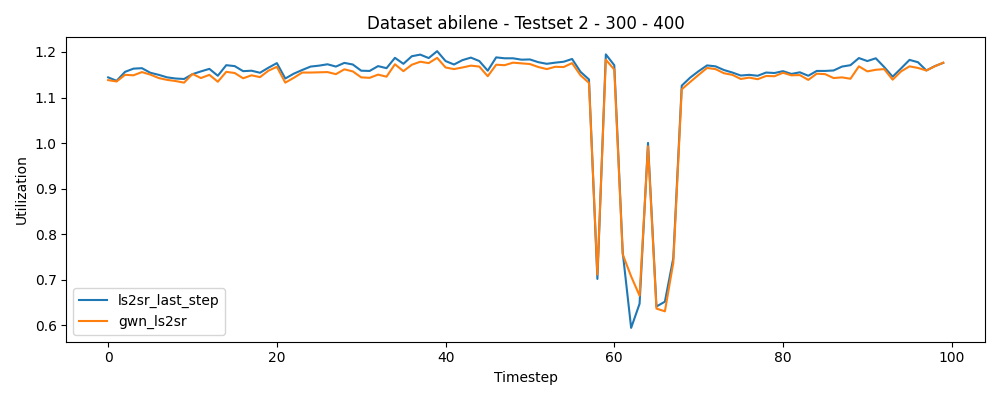 Dataset abilene - Testset 2 - 300 - 400
Utilization
1.2
1.1
1.0
0.9
0.8
0.7
0.6
ls2sr_last_step
gwn_ls2sr
0 20 40 60 80 100
Timestep